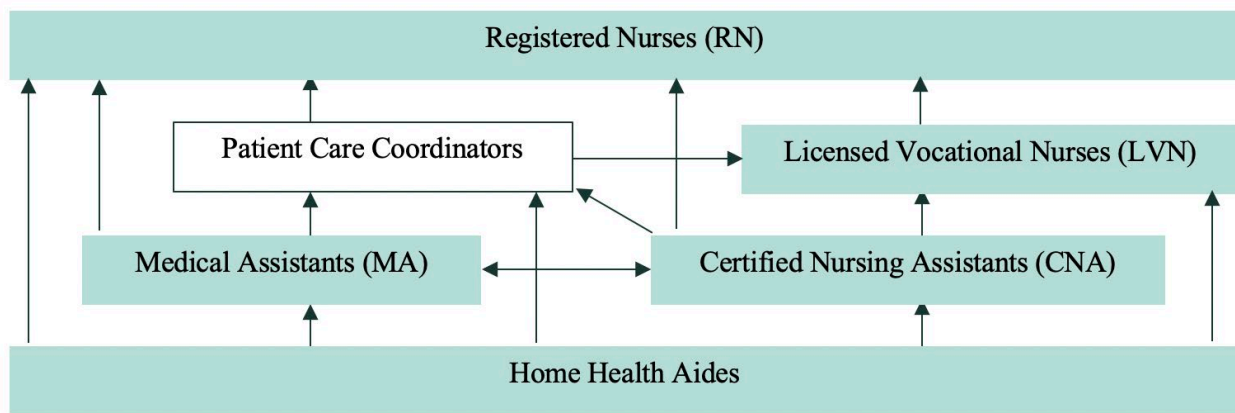 Registered Nurses (RN)
Patient Care Coordinators
Licensed Vocational Nurses (LVN)
Medical Assistants (MA)
Certified Nursing Assistants (CNA)
Home Health Aides